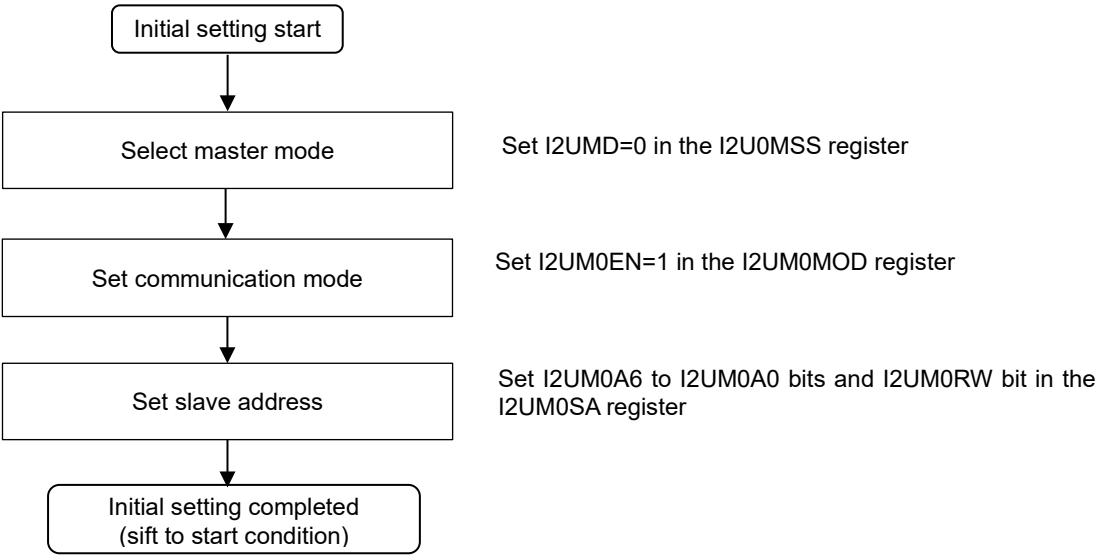 Initial setting start
Select master mode
Set I2UMD=0 in the I2U0MSS register
Set communication mode
Set I2UM0EN=1 in the I2UM0MOD register
Set slave address
Set I2UM0A6 to I2UM0A0 bits and I2UM0RW bit in the
I2UM0SA register
Initial setting completed
(sift to start condition)